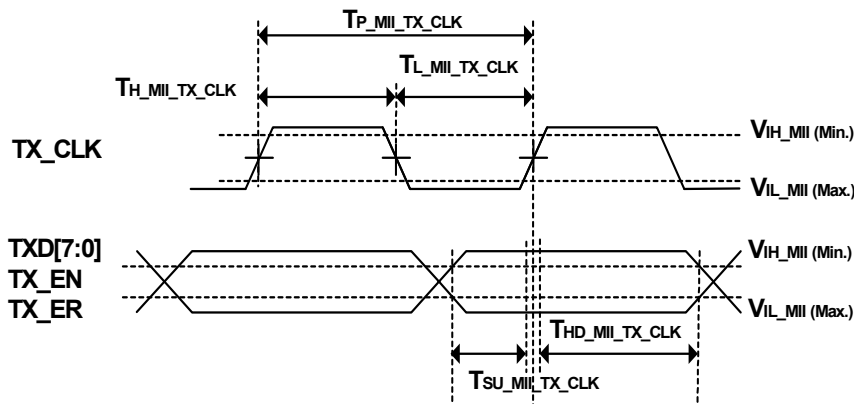 TP_MII_TX_CLK
TL_MII_TX_CLK
TH_MII_TX_CLK
VIH_MII (Min.)
TX_CLK
VIL_MII (Max.)
TXD[7:0]
VIH_MII (Min.)
TX_EN
TX_ER
VIL_MII (Max.)
THD_MII_TX_CLK
TSU_MII_TX_CLK